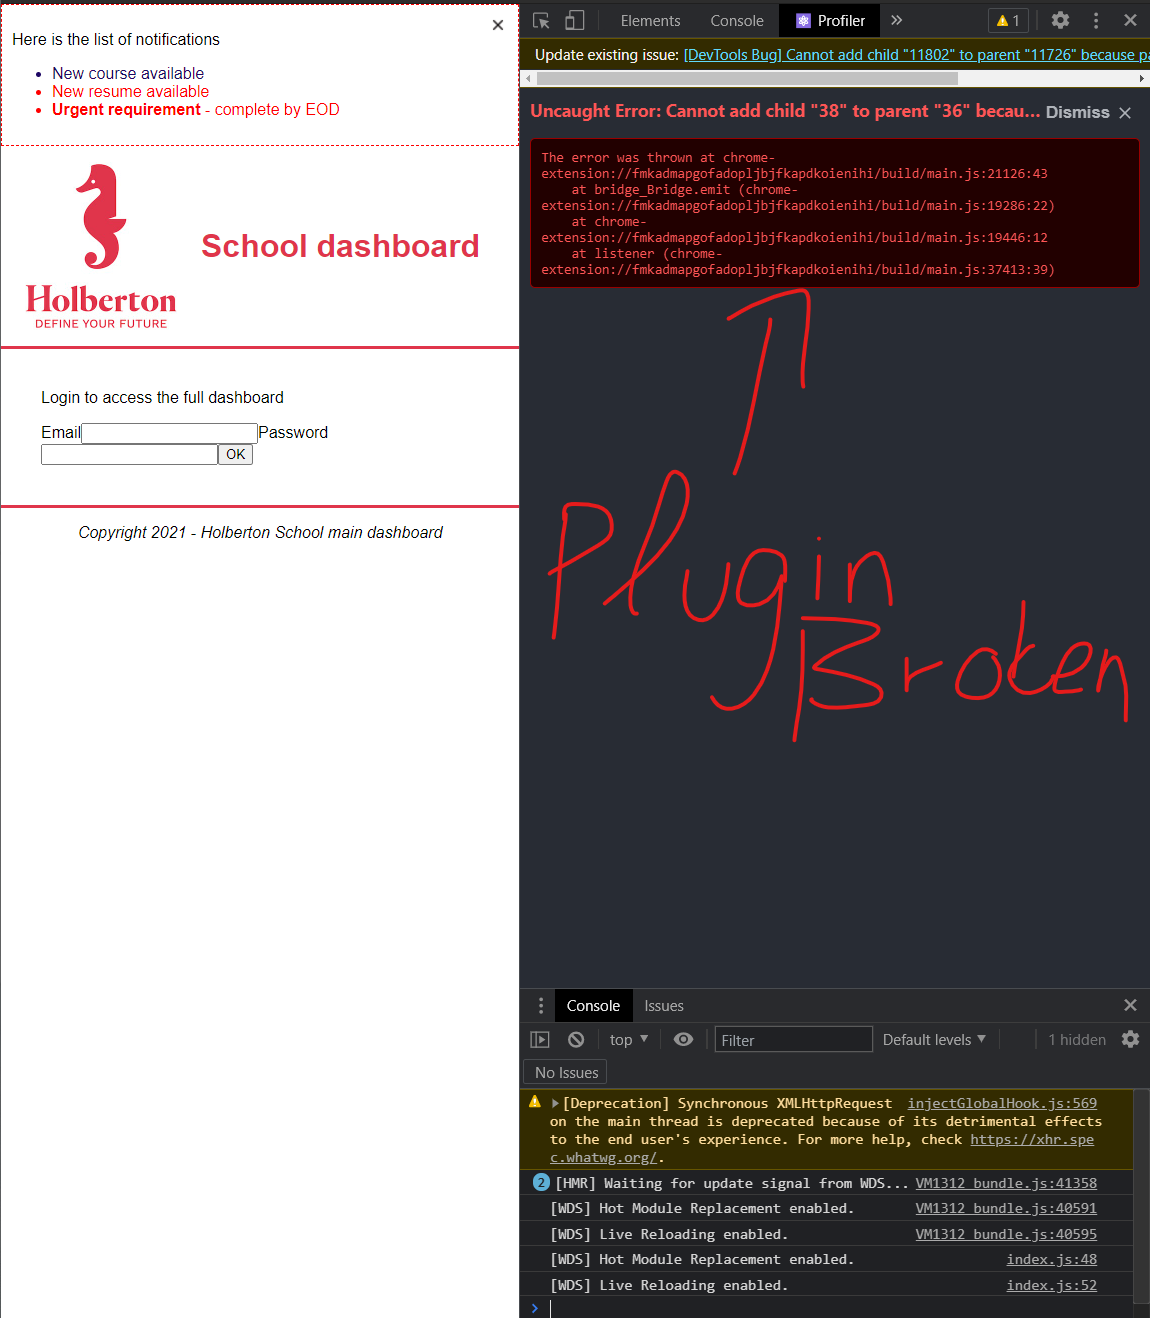 Here is the list of notifications
New course available
New resume available
Urgent requirement - complete by EOD
Holberton
DEFINE YOUR FUTURE
School dashboard
Login to access the full dashboard
Email Password
OK
Copyright 2021 - Holberton School main dashboard
Elements Console Profiler » 1
Update existing issue: [DevTools Bug] Cannot add child "11802" to parent "11726" because pa
Uncaught Error: Cannot add child "38" to parent "36" becau... Dismiss
The error was thrown at chrome-
extension://fmkadmapgofadopljbjfkapdkoienihi/build/main.js:21126:43
at bridge_Bridge.emit (chrome-
extension://fmkadmapgofadopljbjfkapdkoienihi/build/main.js:19286:22)
at chrome-
extension://fmkadmapgofadopljbjfkapdkoienihi/build/main.js:19446:12
at listener (chrome-
extension://fmkadmapgofadopljbjfkapdkoienihi/build/main.js:37413:39)
Plugin
Broken
Console Issues
top Filter Default levels 1 hidden
No Issues
[Deprecation] Synchronous XMLHttpRequest injectGlobalHook.js:569
on the main thread is deprecated because of its detrimental effects
to the end user's experience. For more help, check https://xhr.spe
c.whatwg.org/.
2 [HMR] Waiting for update signal from WDS... VM1312 bundle.js:41358
[WDS] Hot Module Replacement enabled. VM1312 bundle.js:40591
[WDS] Live Reloading enabled. VM1312 bundle.js:40595
[WDS] Hot Module Replacement enabled. index.js:48
[WDS] Live Reloading enabled. index.js:52